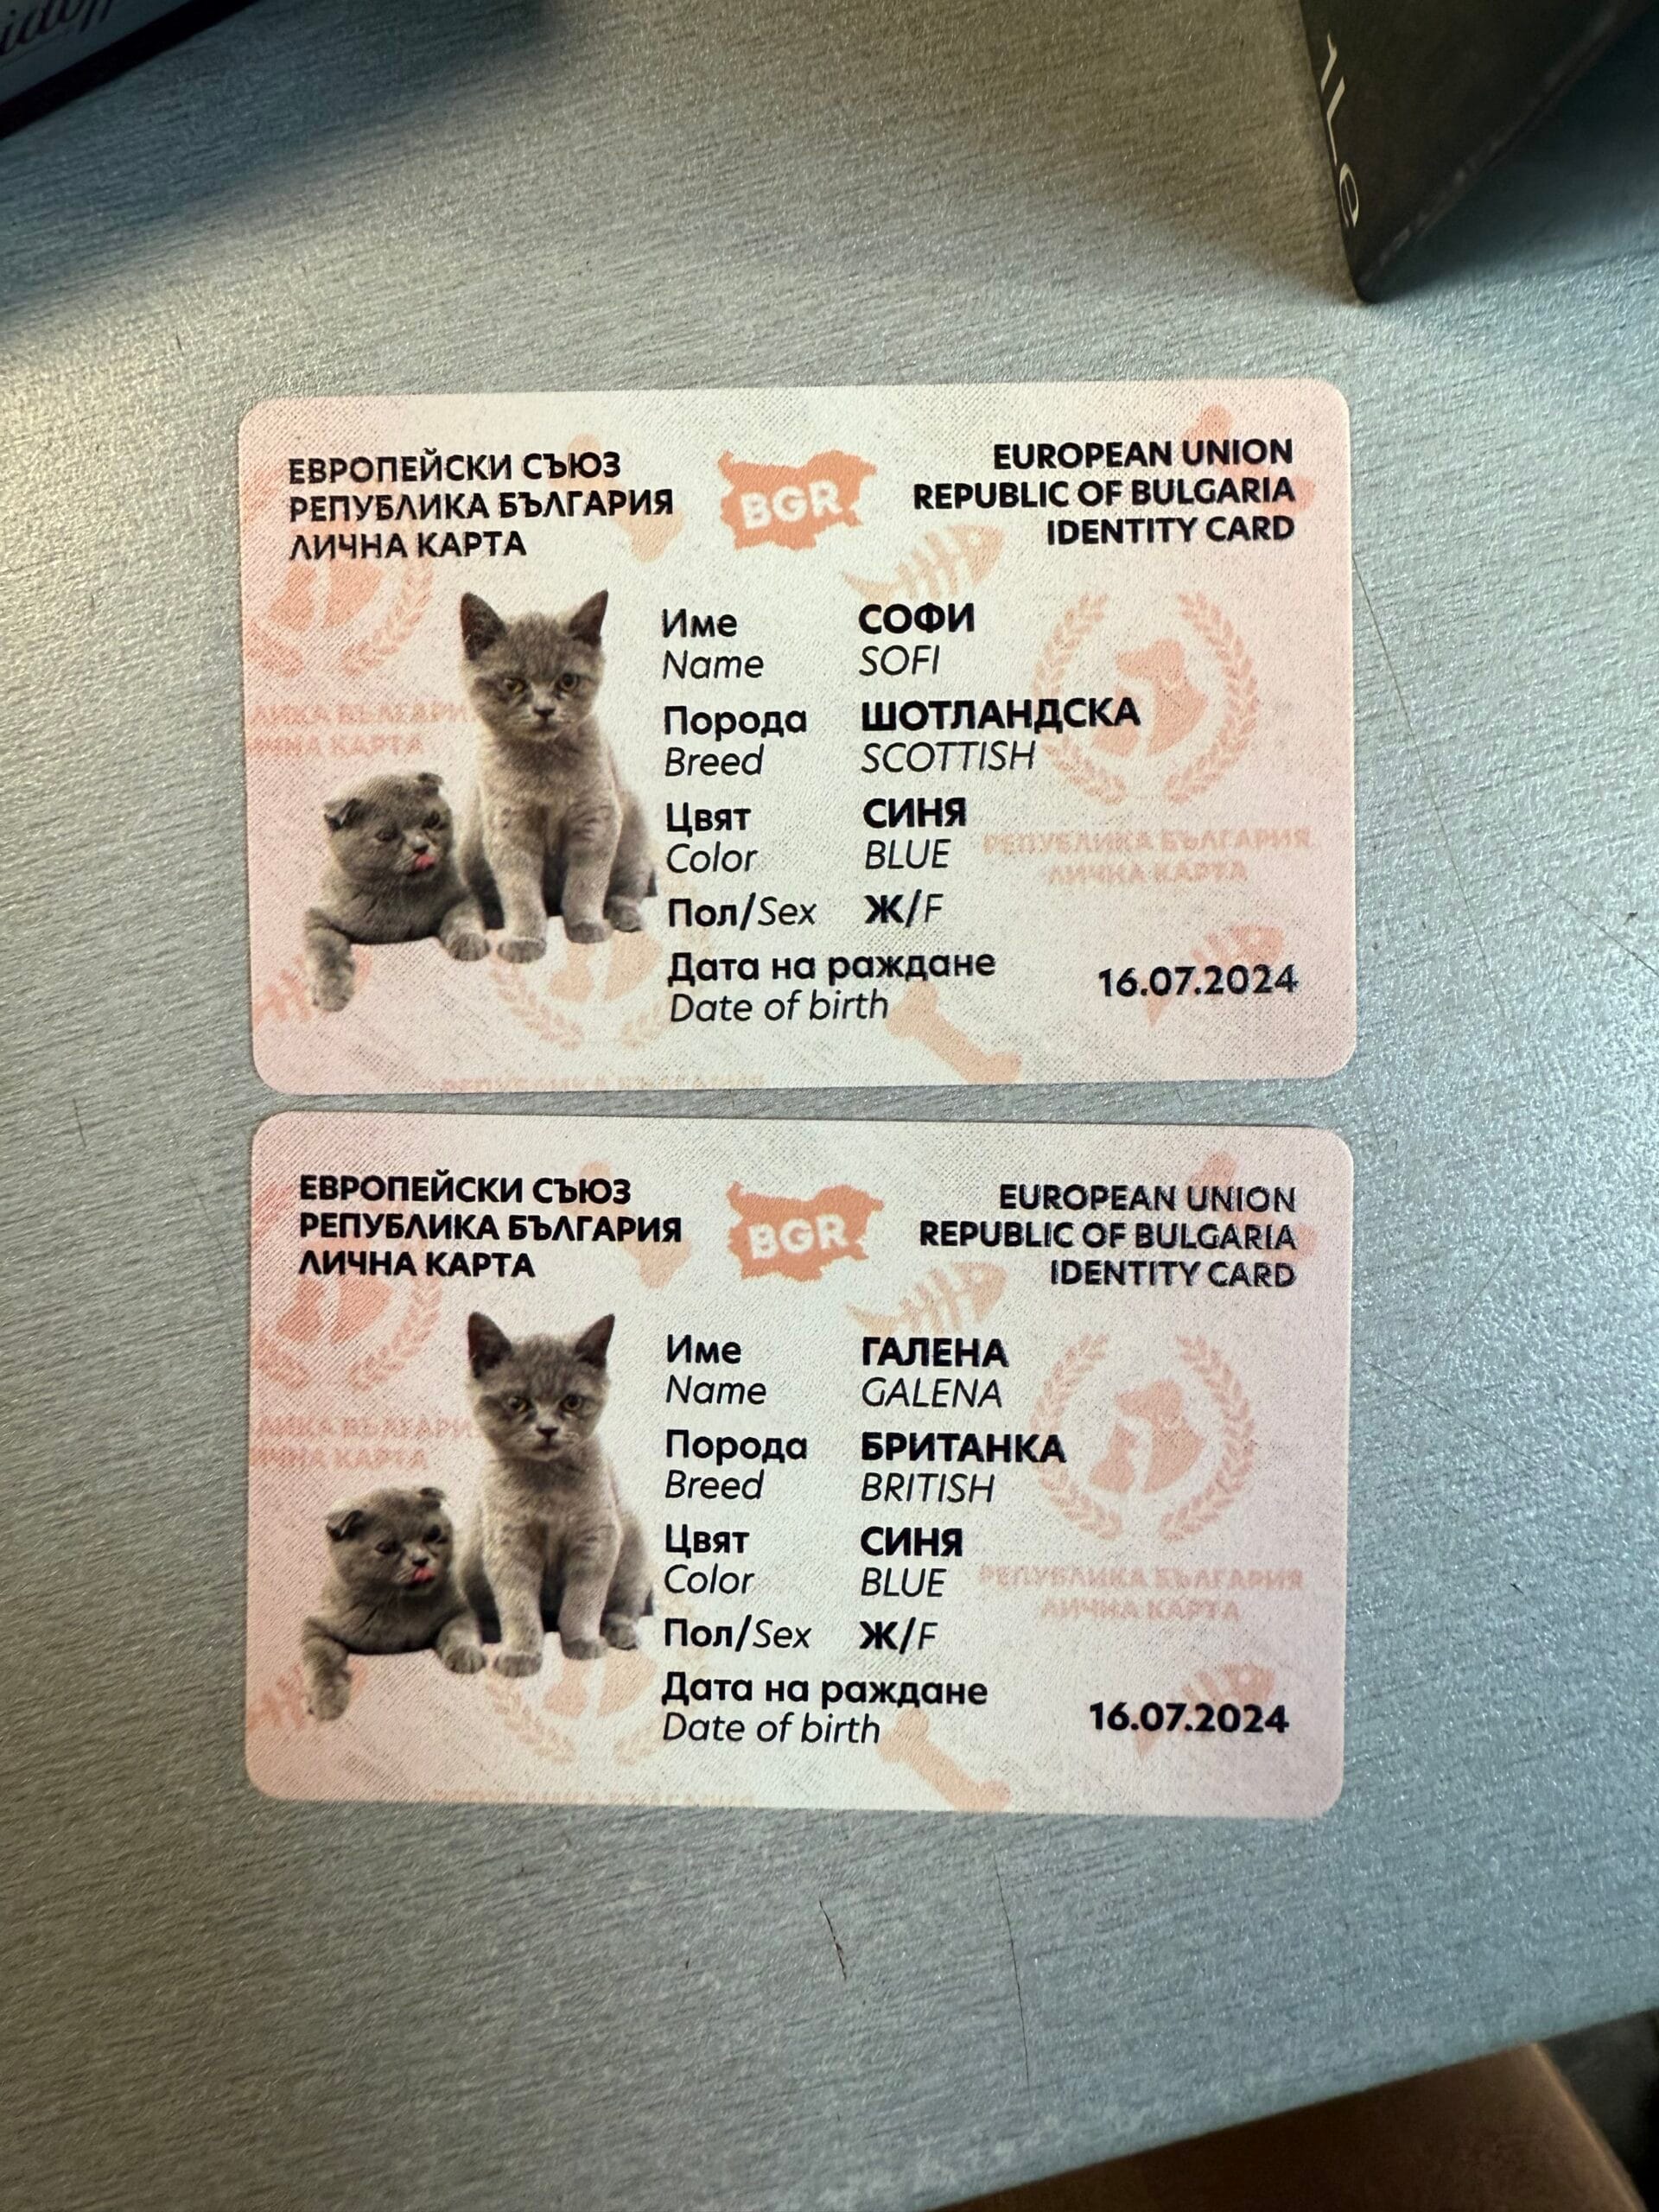 ЕВРОПЕЙСКИ СЪЮЗ
РЕПУБЛИКА БЪЛГАРИЯ
ЛИЧНА КАРТА
BGR
EUROPEAN UNION
REPUBLIC OF BULGARIA
IDENTITY CARD
Име СОФИ
Name SOFI
Порода ШОТЛАНДСКА
Breed SCOTTISH
Цвят СИНЯ
Color BLUE
Пол/Sex Ж/F
Дата на раждане 16.07.2024
Date of birth
РЕПУБЛИКА БЪЛГАРИЯ
ЛИЧНА КАРТА
ЕВРОПЕЙСКИ СЪЮЗ
РЕПУБЛИКА БЪЛГАРИЯ
ЛИЧНА КАРТА
BGR
EUROPEAN UNION
REPUBLIC OF BULGARIA
IDENTITY CARD
Име ГАЛЕНА
Name GALENA
Порода БРИТАНКА
Breed BRITISH
Цвят СИНЯ
Color BLUE
Пол/Sex Ж/F
Дата на раждане 16.07.2024
Date of birth
РЕПУБЛИКА БЪЛГАРИЯ
ЛИЧНА КАРТА